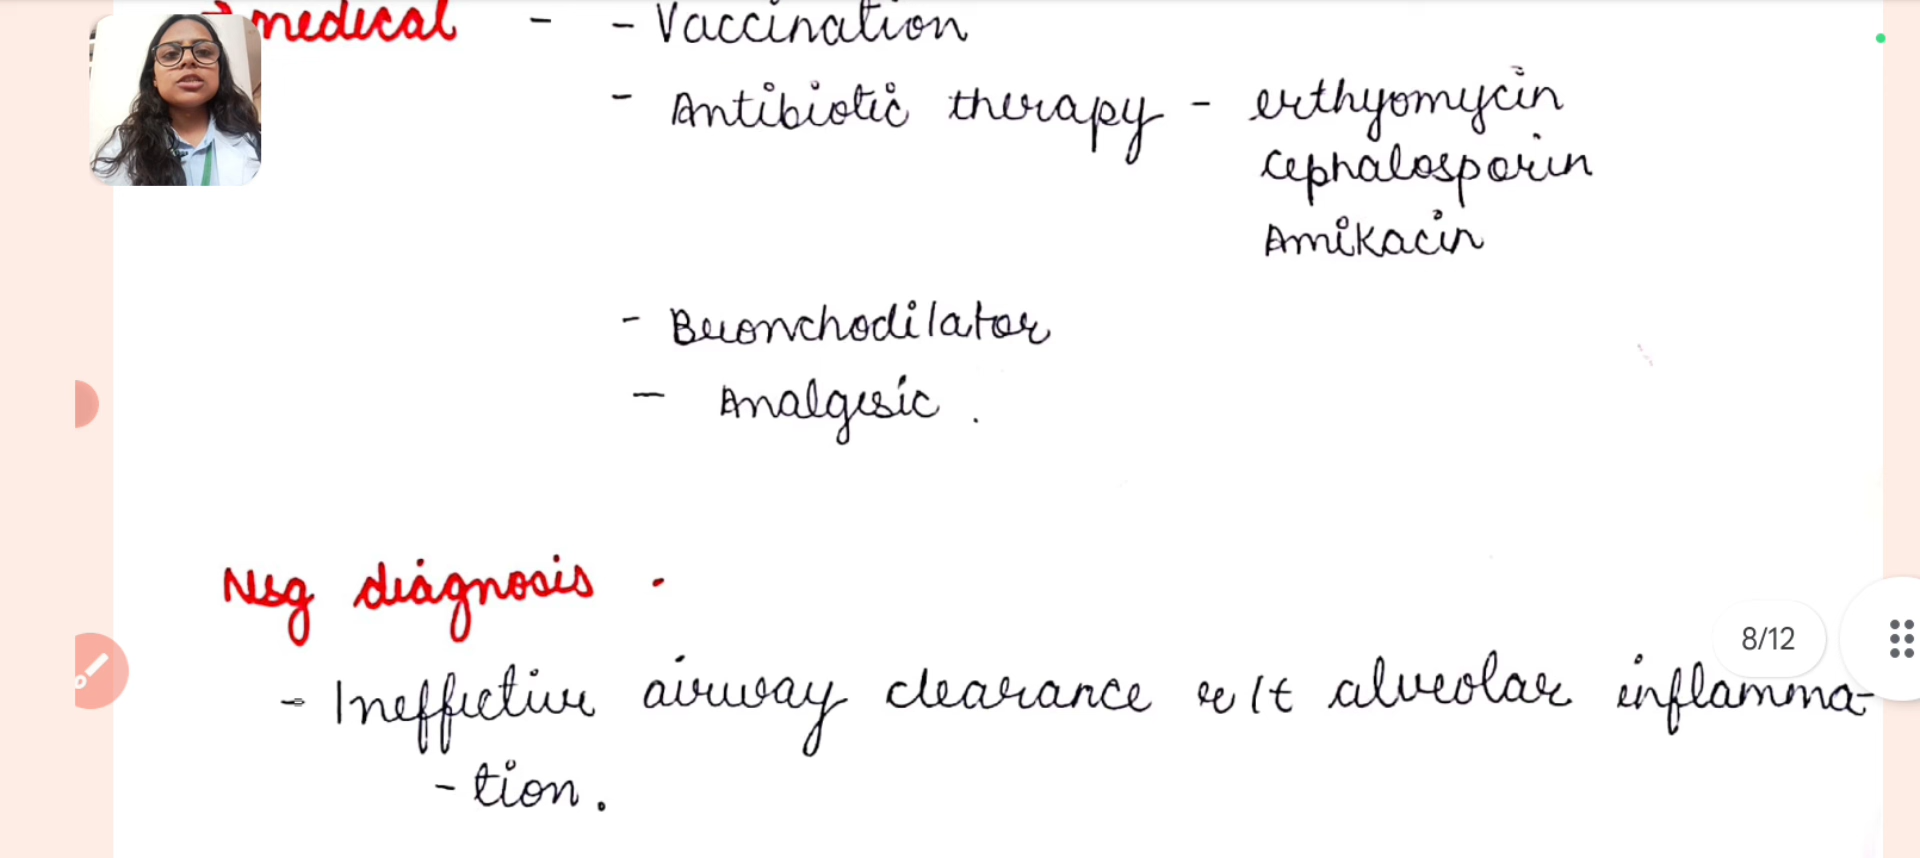 → medical - - Vaccination
- Antibiotic therapy - erthyomycin
cephalosporin
Amikacin
- Bronchodilator
- Analgesic .
Nsg diagnosis .
- Ineffective airway clearance r/t alveolar inflamma-
- tion.
8/12